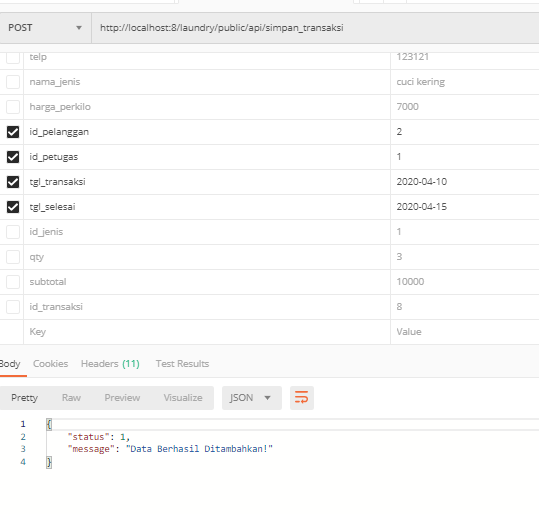 POST http://localhost:8/laundry/public/api/simpan_transaksi
telp 123121
nama_jenis cuci kering
harga_perkilo 7000
id_pelanggan 2
id_petugas 1
tgl_transaksi 2020-04-10
tgl_selesai 2020-04-15
id_jenis 1
qty 3
subtotal 10000
id_transaksi 8
Key Value
Body Cookies Headers (11) Test Results
Pretty Raw Preview Visualize JSON
1 {
2 "status": 1,
3 "message": "Data Berhasil Ditambahkan!"
4 }